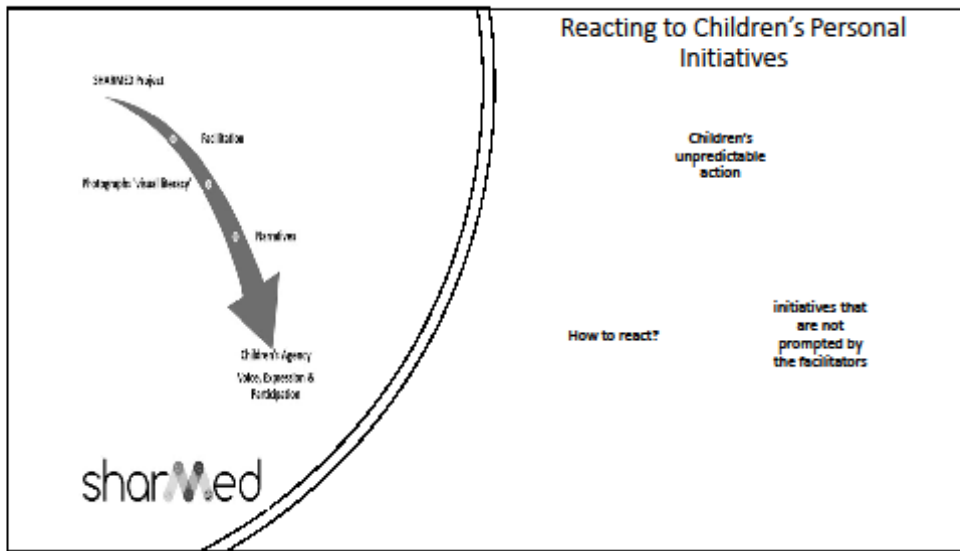 SHARMED Project
Facilitation
Photographs 'visual literacy'
Narratives
Children's Agency
Voice, Expression &
Participation
sharMed
Reacting to Children's Personal
Initiatives
Children's
unpredictable
action
How to react?
initiatives that
are not
prompted by
the facilitators